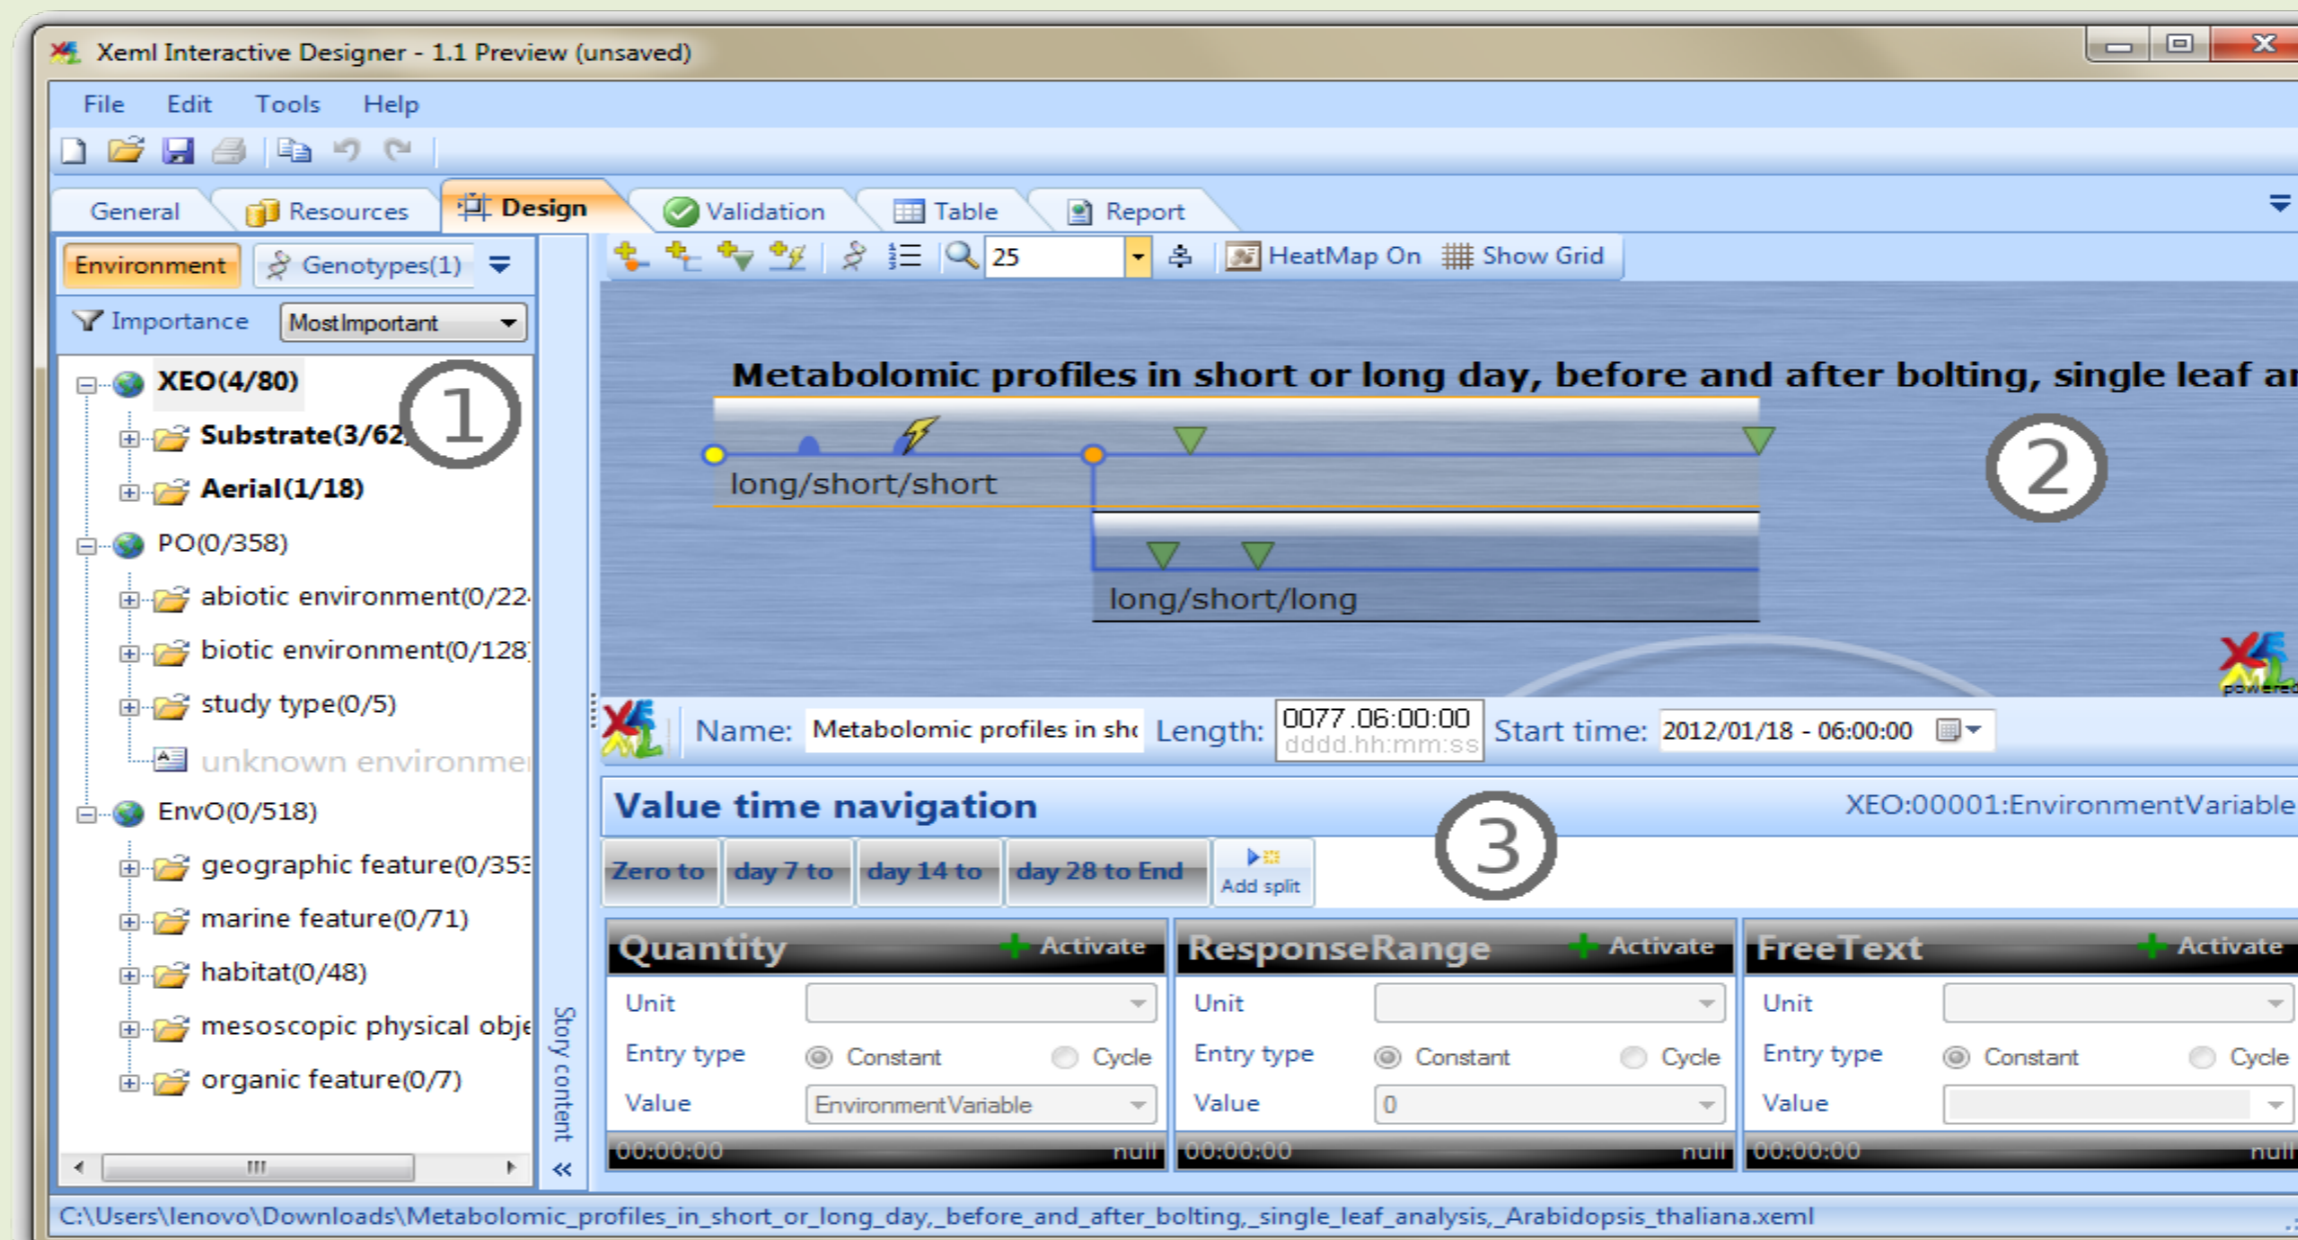 Xeml Interactive Designer - 1.1 Preview (unsaved)
File Edit Tools Help
General Resources Design Validation Table Report
Environment Genotypes(1) 25 HeatMap On Show Grid
Importance MostImportant
XEO(4/80)
Substrate(3/62
Aerial(1/18)
PO(0/358)
abiotic environment(0/22
biotic environment(0/128
study type(0/5)
unknown environme
EnvO(0/518)
geographic feature(0/353
marine feature(0/71)
habitat(0/48)
mesoscopic physical obje
organic feature(0/7)
1
Story content
Metabolomic profiles in short or long day, before and after bolting, single leaf an
long/short/short
long/short/long
2
powered
Name: Metabolomic profiles in sho Length: 0077.06:00:00 Start time: 2012/01/18 - 06:00:00
dddd.hh:mm:ss
Value time navigation XEO:00001:EnvironmentVariable
3
Zero to day 7 to day 14 to day 28 to End Add split
Quantity Activate
Unit
Entry type Constant Cycle
Value EnvironmentVariable
00:00:00 null
ResponseRange Activate
Unit
Entry type Constant Cycle
Value 0
00:00:00 null
FreeText Activate
Unit
Entry type Constant Cycle
Value
00:00:00 null
C:\Users\lenovo\Downloads\Metabolomic_profiles_in_short_or_long_day,_before_and_after_bolting,_single_leaf_analysis,_Arabidopsis_thaliana.xeml